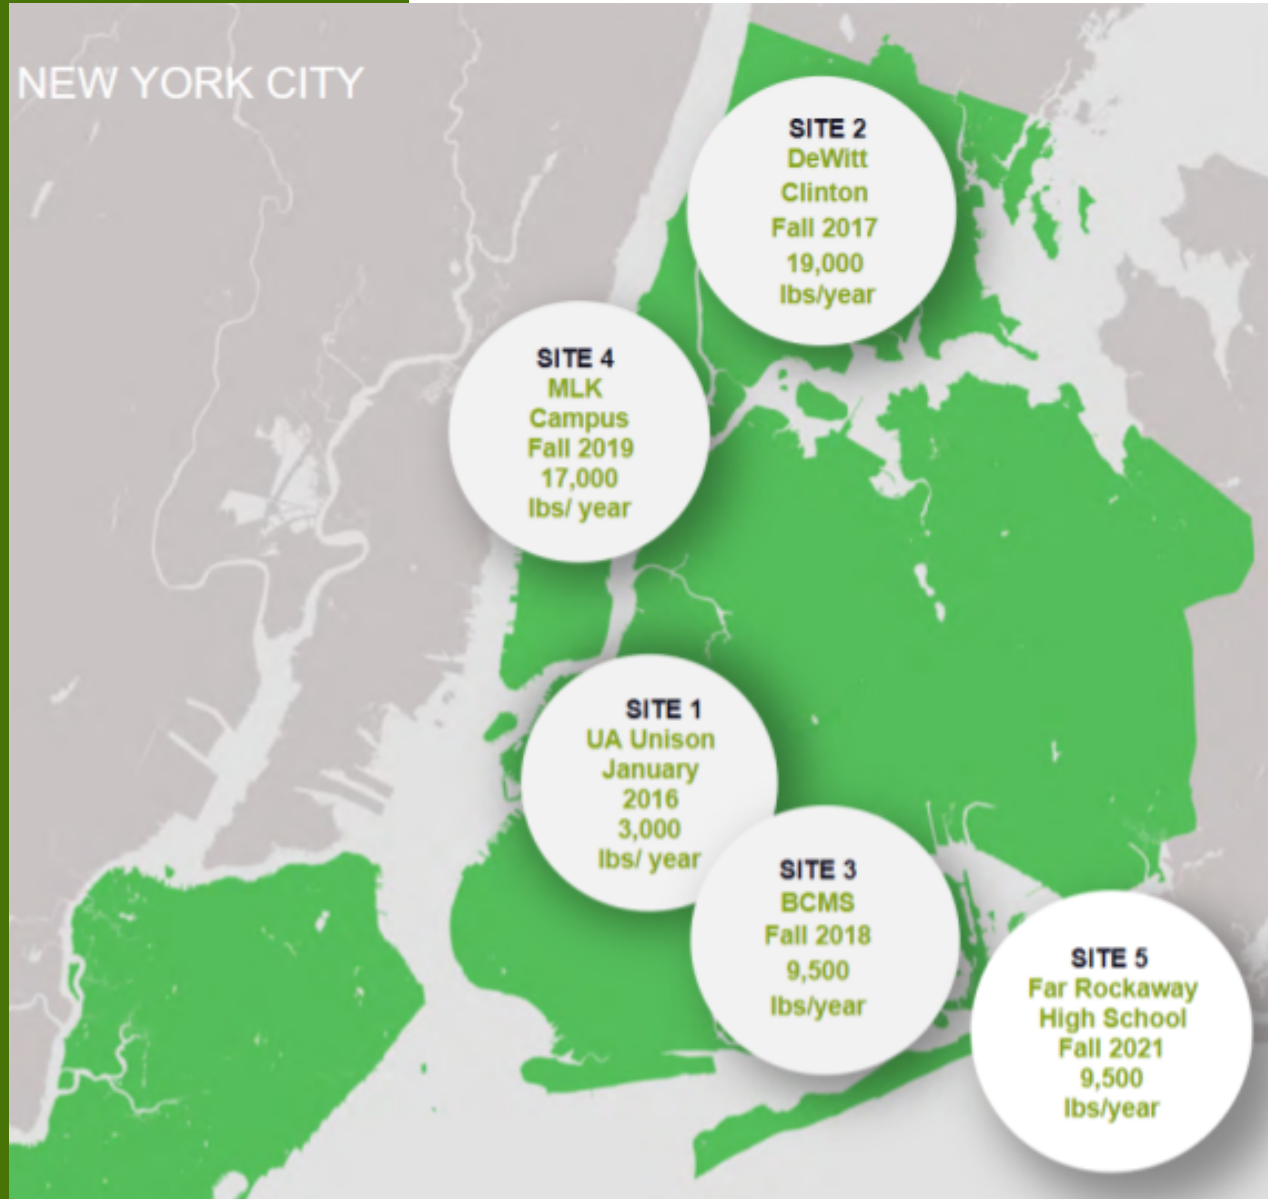 NEW YORK CITY
SITE 2
DeWitt
Clinton
Fall 2017
19,000
lbs/year
SITE 4
MLK
Campus
Fall 2019
17,000
lbs/ year
SITE 1
UA Unison
January
2016
3,000
lbs/ year
SITE 3
BCMS
Fall 2018
9,500
lbs/year
SITE 5
Far Rockaway
High School
Fall 2021
9,500
lbs/year